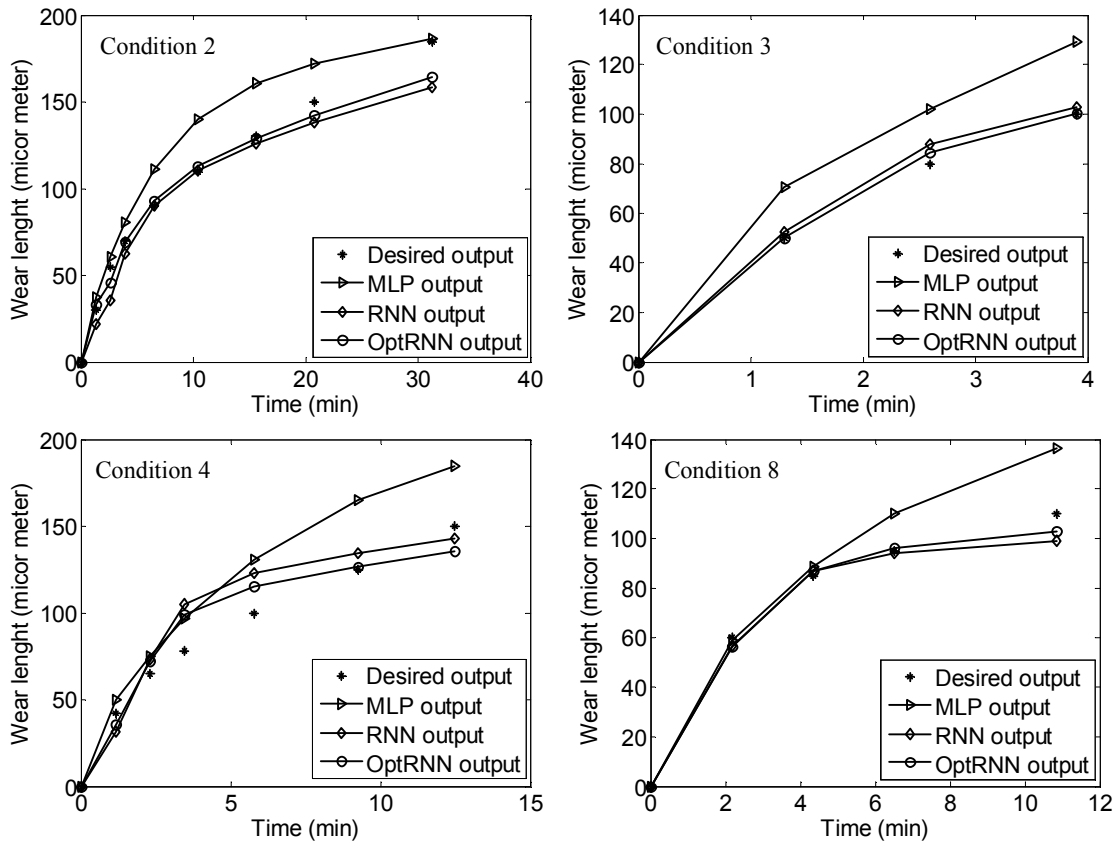 Condition 2
Wear lenght (micor meter)
200
150
100
50
0
Desired output
MLP output
RNN output
OptRNN output
0 10 20 30 40
Time (min)
Condition 3
Wear lenght (micor meter)
140
120
100
80
60
40
20
0
Desired output
MLP output
RNN output
OptRNN output
0 1 2 3 4
Time (min)
Condition 4
Wear lenght (micor meter)
200
150
100
50
0
Desired output
MLP output
RNN output
OptRNN output
0 5 10 15
Time (min)
Condition 8
Wear lenght (micor meter)
140
120
100
80
60
40
20
0
Desired output
MLP output
RNN output
OptRNN output
0 2 4 6 8 10 12
Time (min)